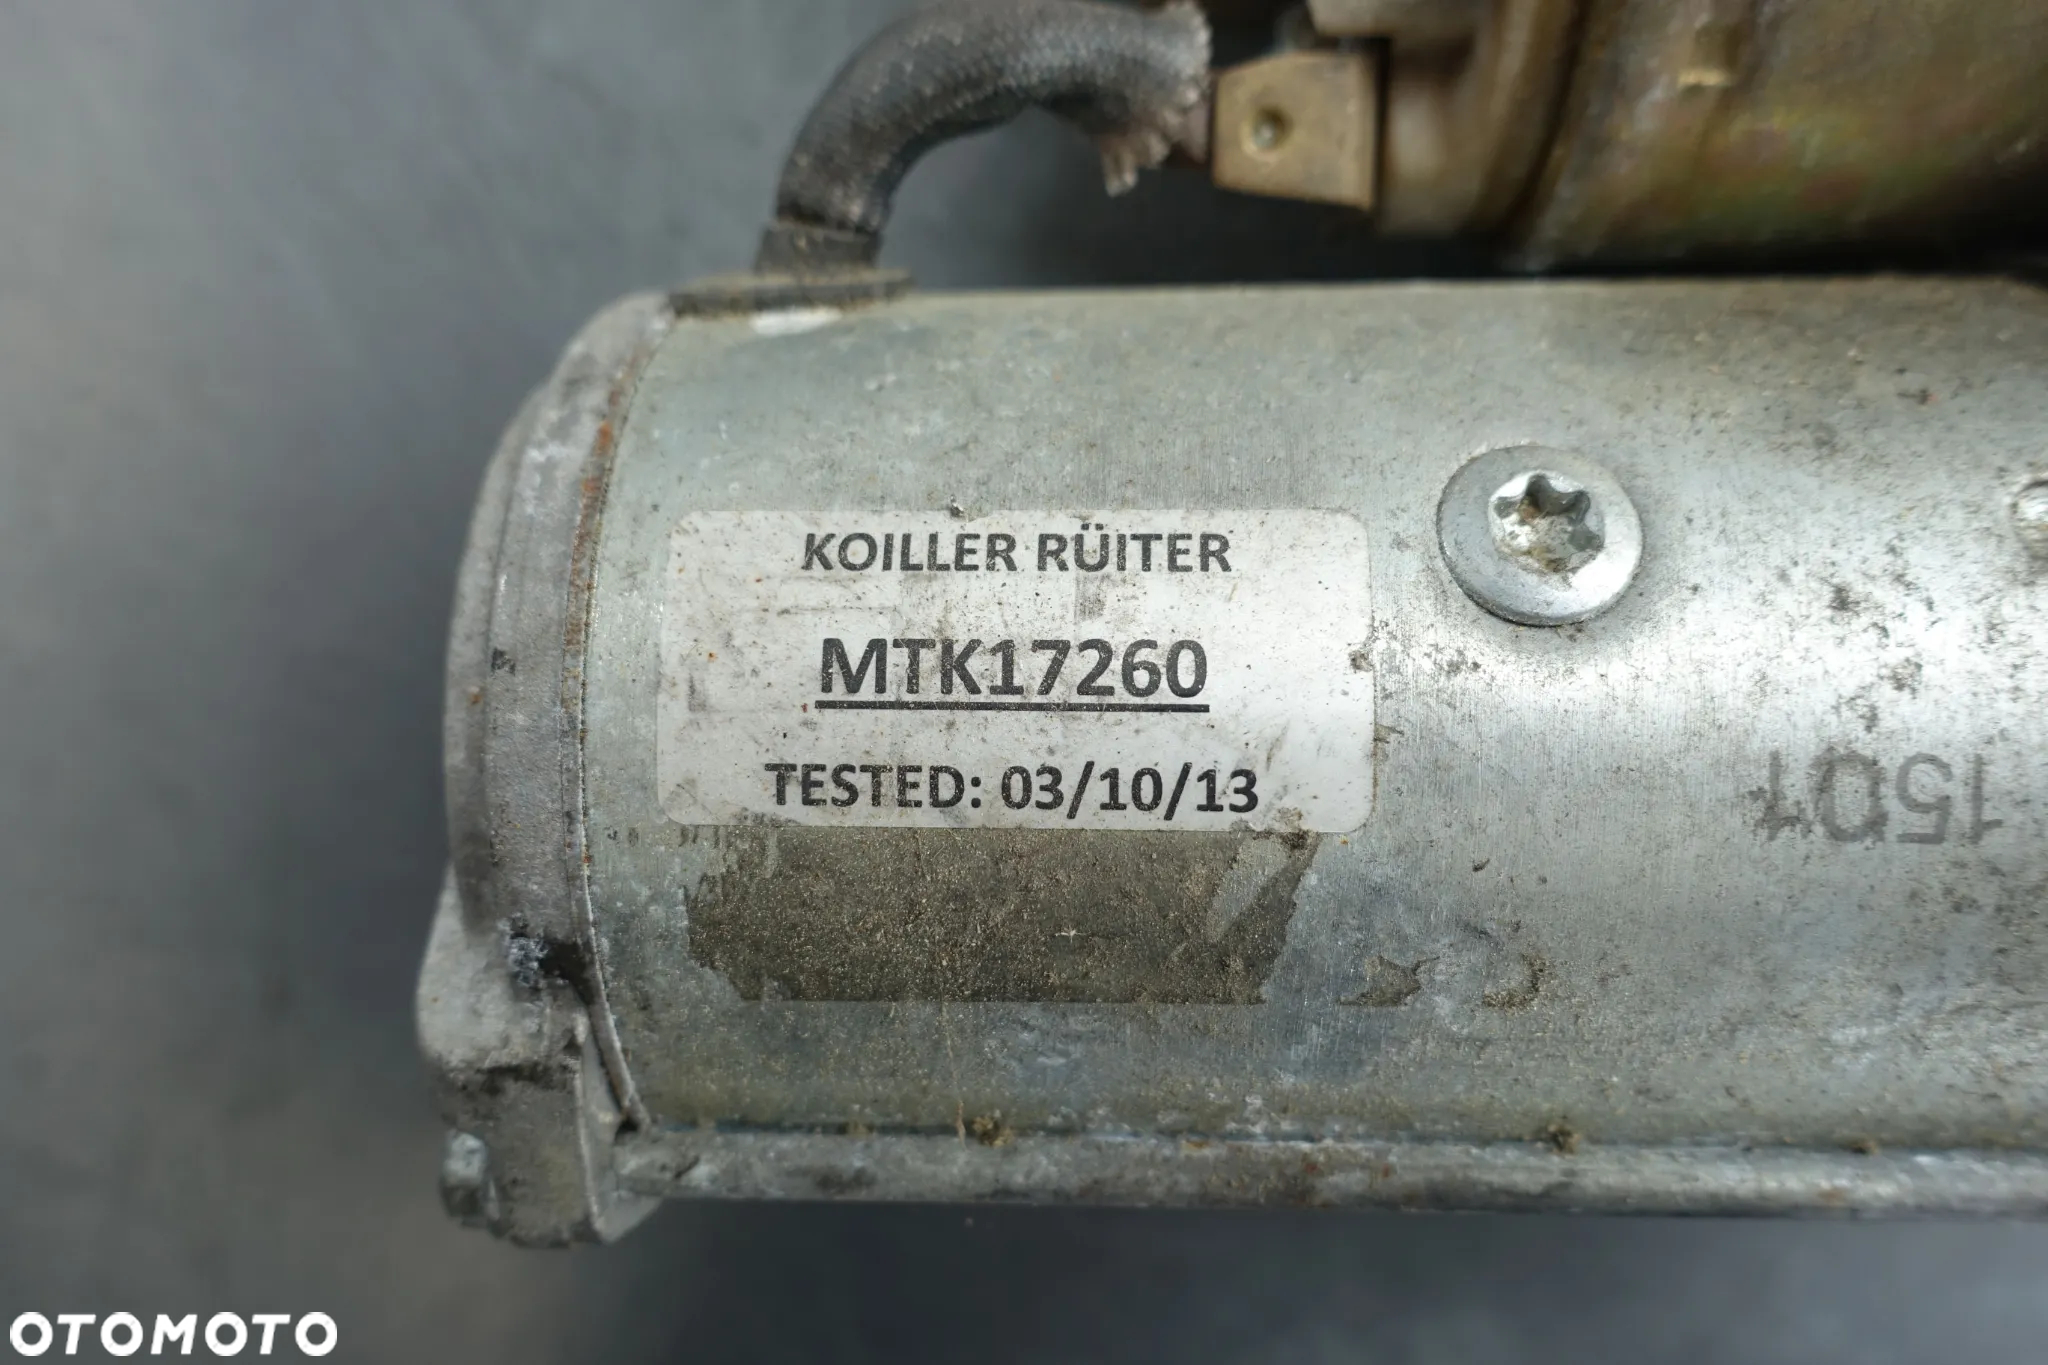 KOILLER RÜITER
MTK17260
TESTED: 03/10/13
1501
OTOMOTO